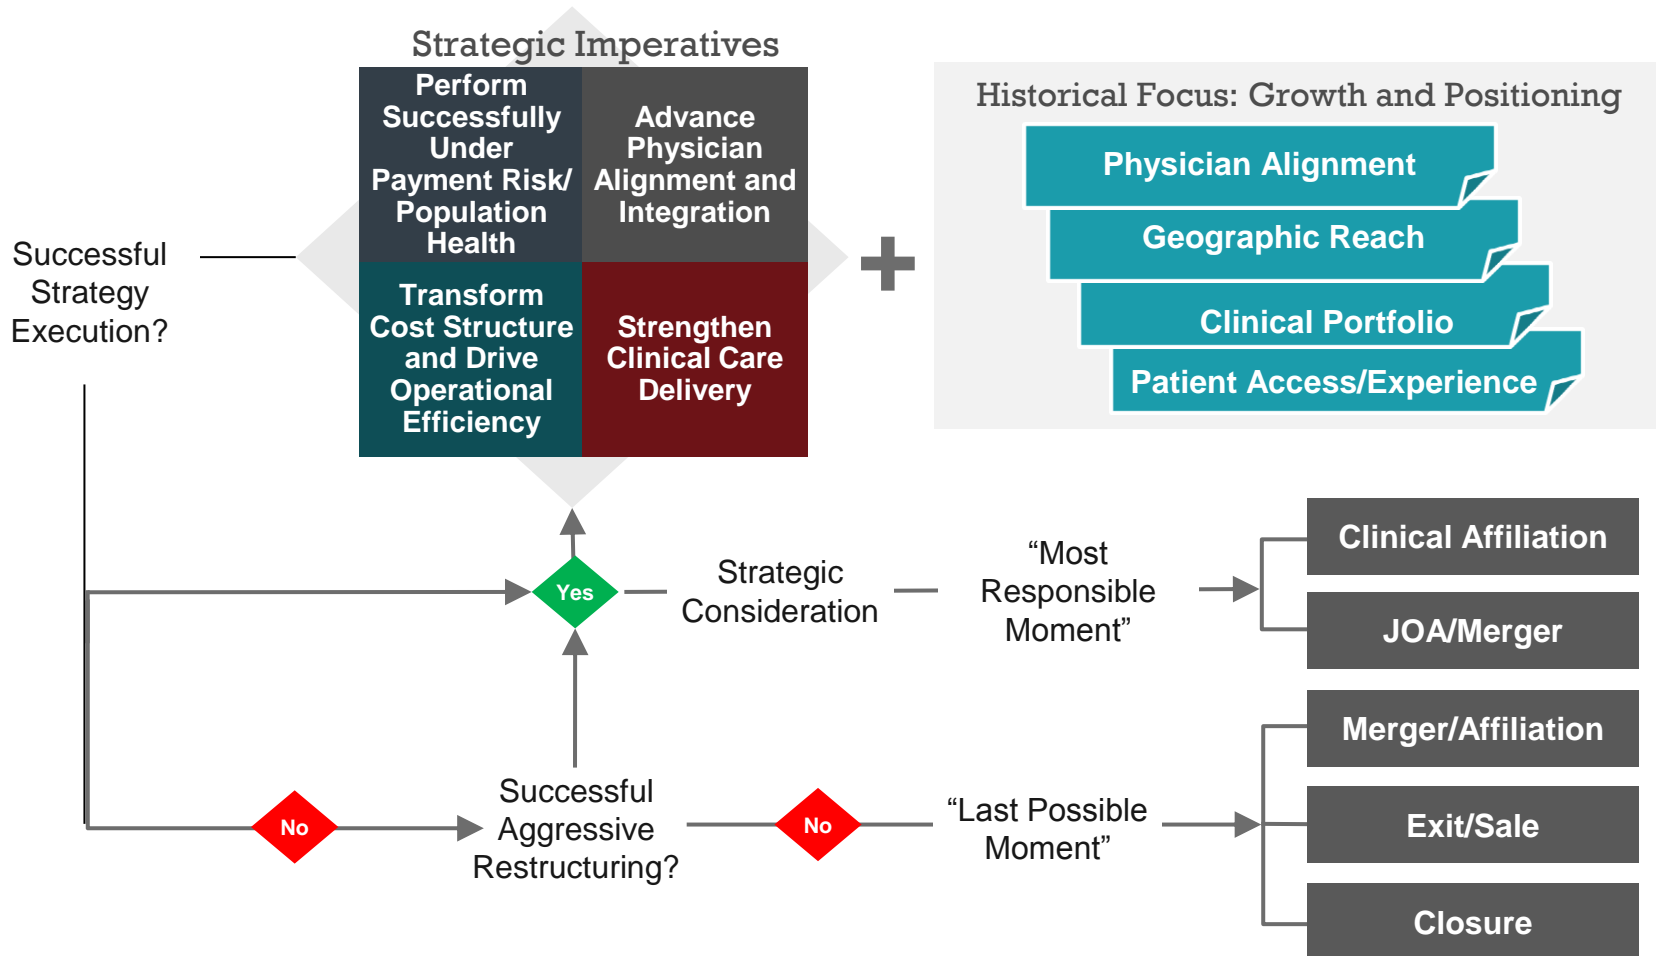 Strategic Imperatives
Perform
Successfully
Under
Payment Risk/
Population
Health
Advance
Physician
Alignment and
Integration
Transform
Cost Structure
and Drive
Operational
Efficiency
Strengthen
Clinical Care
Delivery
Historical Focus: Growth and Positioning
Physician Alignment
Geographic Reach
Clinical Portfolio
Patient Access/Experience
Successful
Strategy
Execution?
Yes
Strategic
Consideration
“Most
Responsible
Moment”
Clinical Affiliation
JOA/Merger
No
Successful
Aggressive
Restructuring?
No
“Last Possible
Moment”
Merger/Affiliation
Exit/Sale
Closure